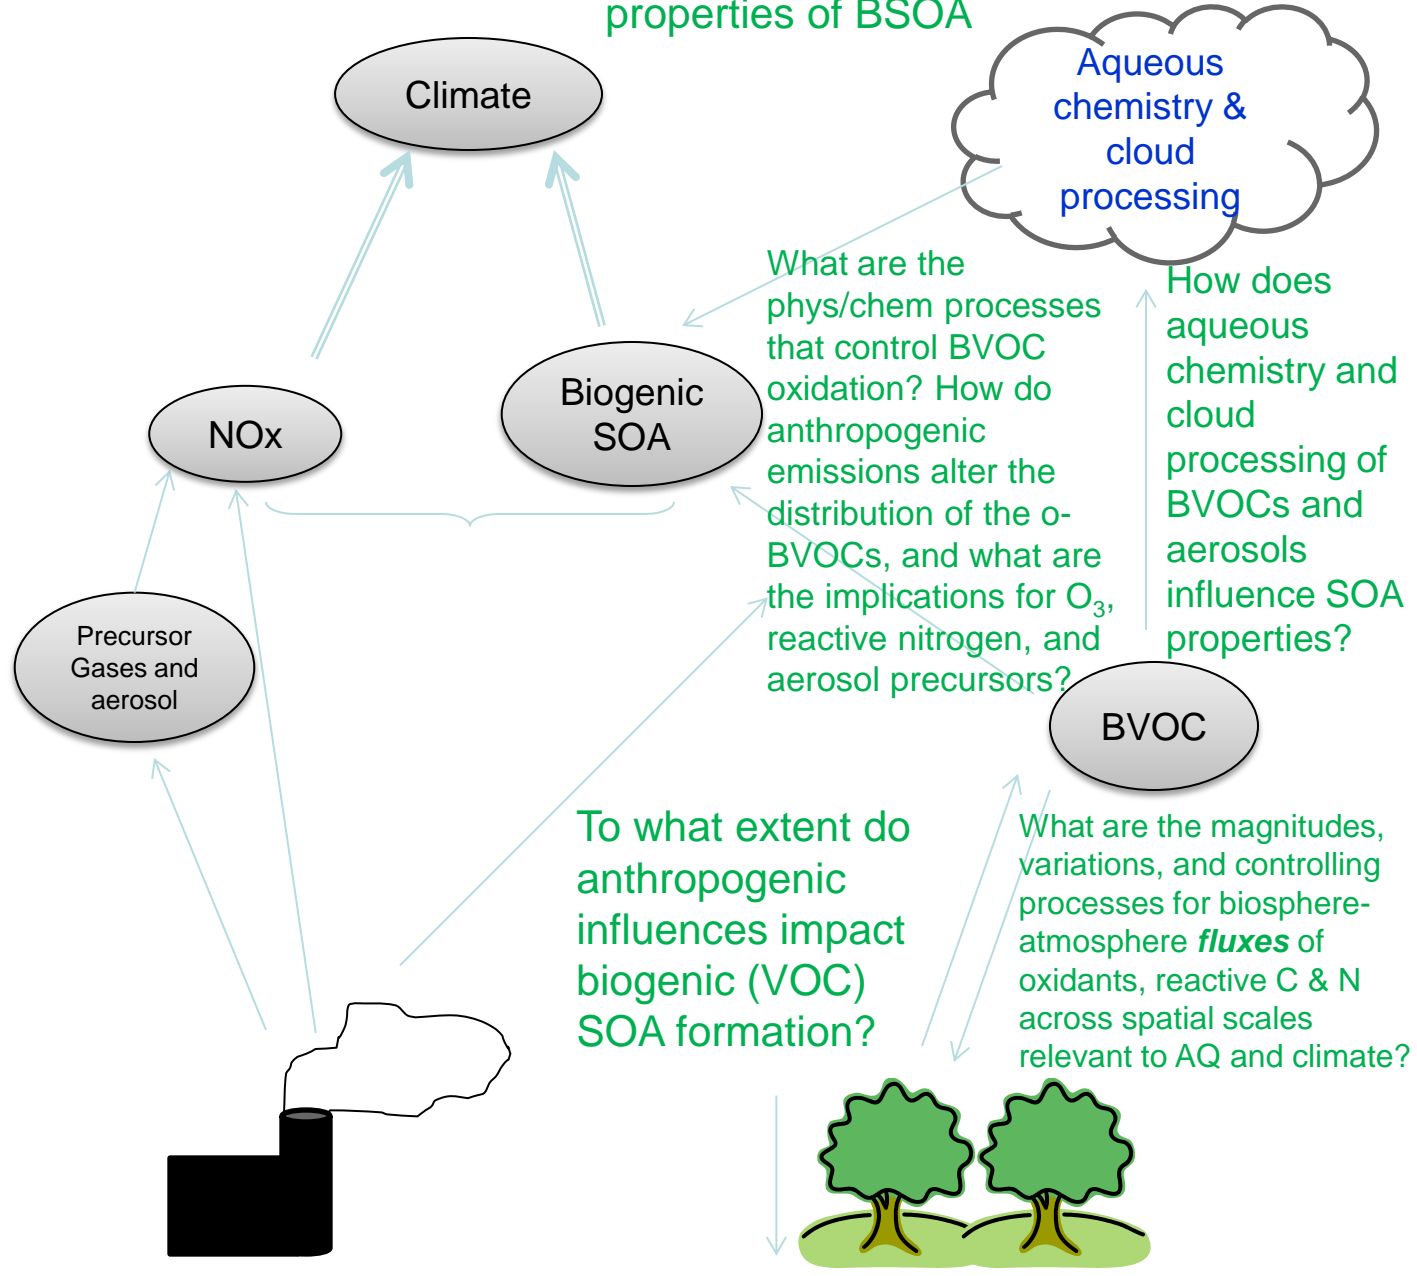 properties of BSOA
Climate
Aqueous
chemistry &
cloud
processing
What are the
phys/chem processes
that control BVOC
oxidation? How do
anthropogenic
emissions alter the
distribution of the o-
BVOCs, and what are
the implications for O₃,
reactive nitrogen, and
aerosol precursors?
How does
aqueous
chemistry and
cloud
processing of
BVOCs and
aerosols
influence SOA
properties?
Biogenic
SOA
NOx
Precursor
Gases and
aerosol
BVOC
To what extent do
anthropogenic
influences impact
biogenic (VOC)
SOA formation?
What are the magnitudes,
variations, and controlling
processes for biosphere-
atmosphere fluxes of
oxidants, reactive C & N
across spatial scales
relevant to AQ and climate?